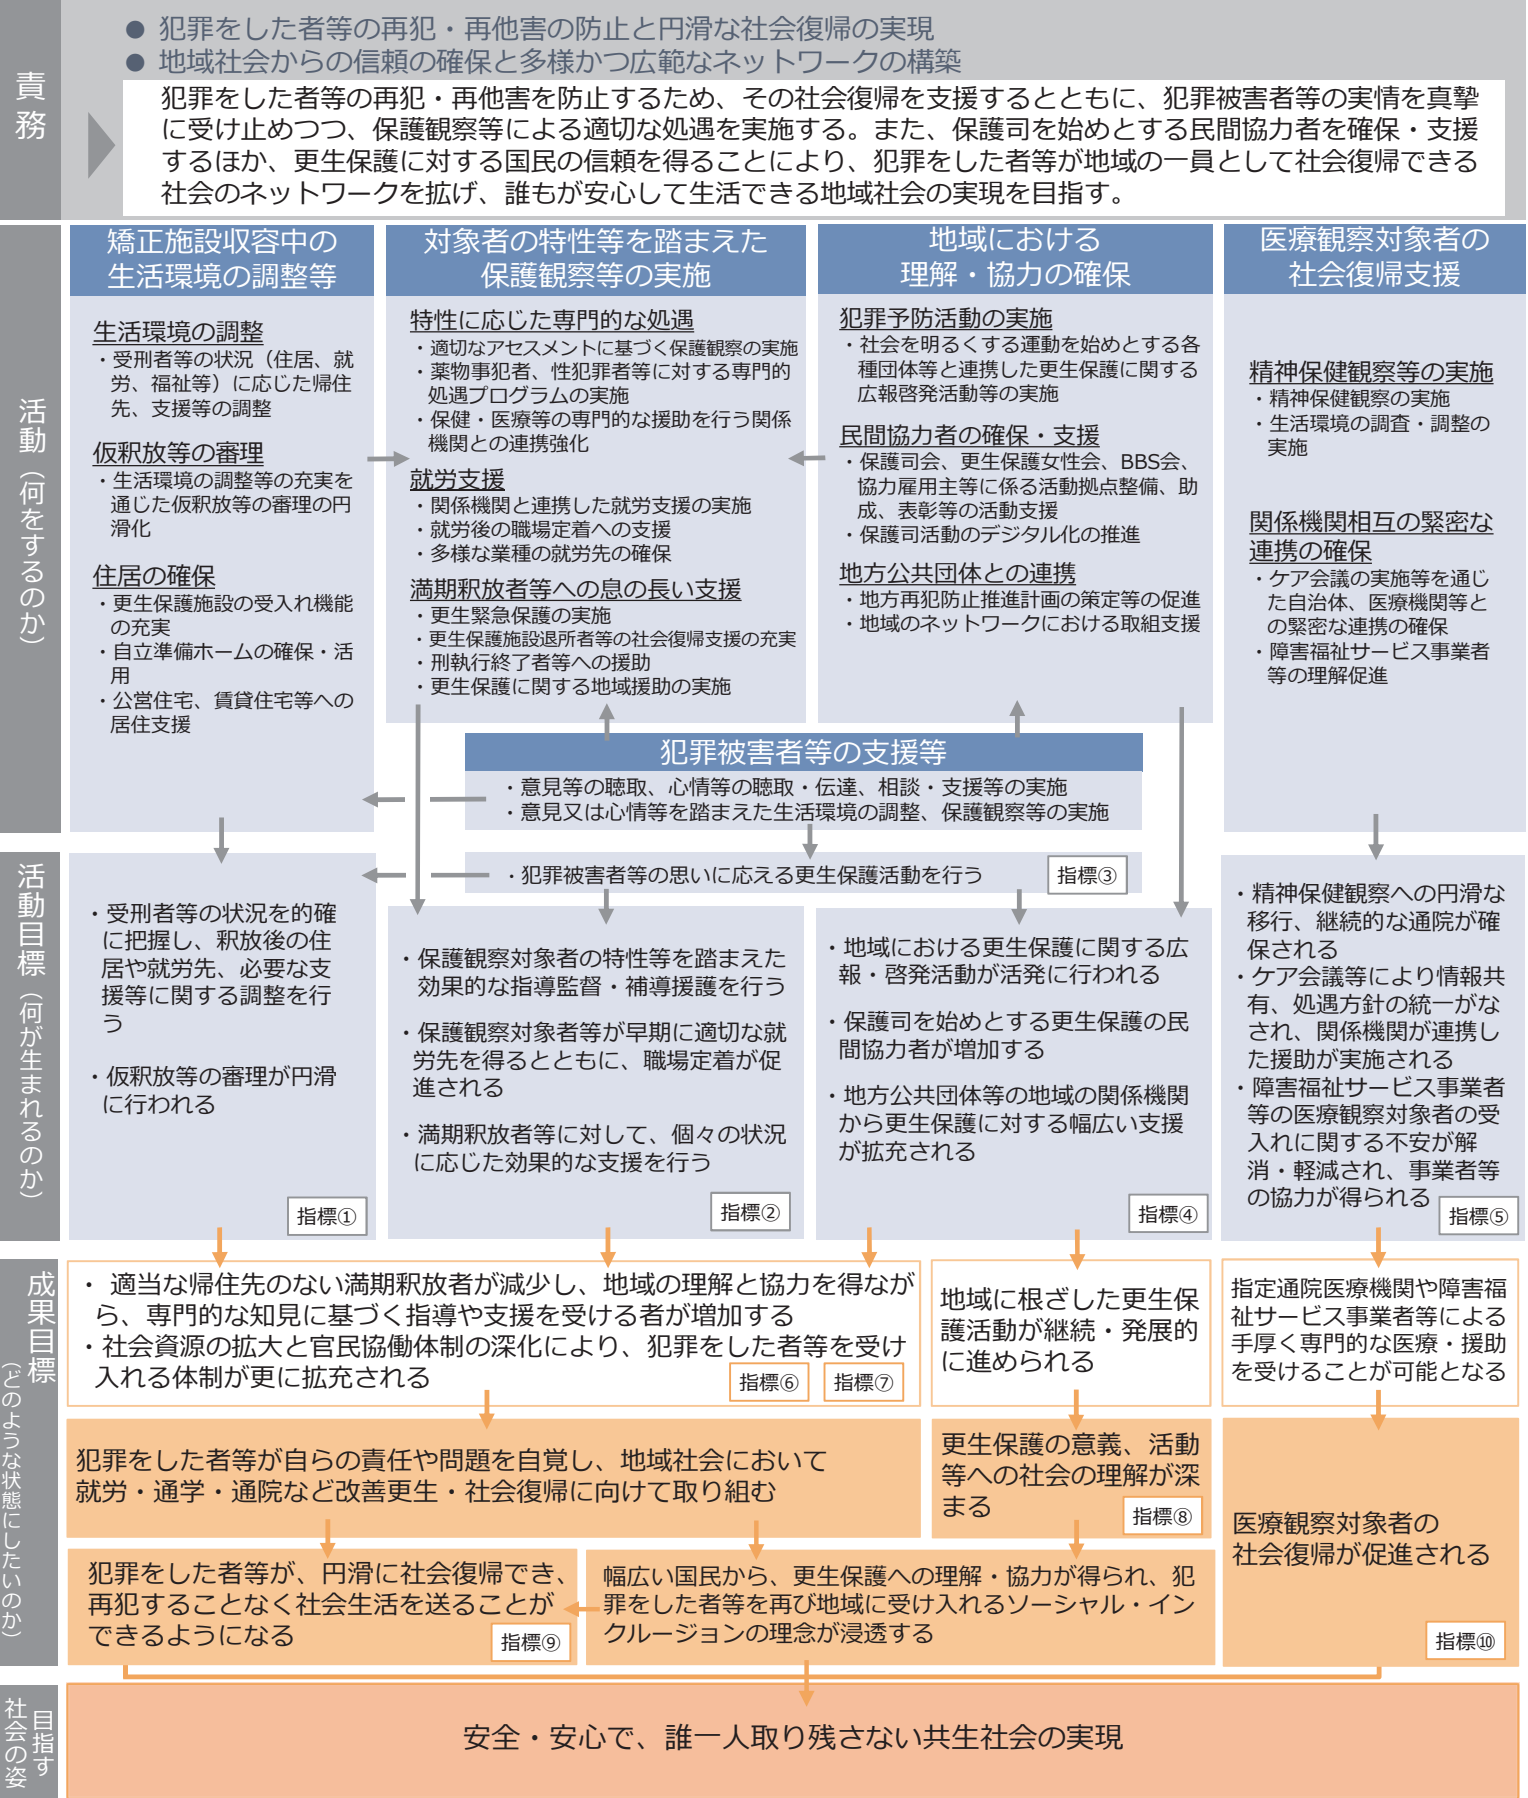 責務
● 犯罪をした者等の再犯・再他害の防止と円滑な社会復帰の実現
● 地域社会からの信頼の確保と多様かつ広範なネットワークの構築
犯罪をした者等の再犯・再他害を防止するため、その社会復帰を支援するとともに、犯罪被害者等の実情を真摯
に受け止めつつ、保護観察等による適切な処遇を実施する。また、保護司を始めとする民間協力者を確保・支援
するほか、更生保護に対する国民の信頼を得ることにより、犯罪をした者等が地域の一員として社会復帰できる
社会のネットワークを拡げ、誰もが安心して生活できる地域社会の実現を目指す。
活動（何をするのか）
矯正施設収容中の
生活環境の調整等
生活環境の調整
・受刑者等の状況（住居、就
労、福祉等）に応じた帰住
先、支援等の調整
仮釈放等の審理
・生活環境の調整等の充実を
通じた仮釈放等の審理の円
滑化
住居の確保
・更生保護施設の受入れ機能
の充実
・自立準備ホームの確保・活
用
・公営住宅、賃貸住宅等への
居住支援
対象者の特性等を踏まえた
保護観察等の実施
特性に応じた専門的な処遇
・適切なアセスメントに基づく保護観察の実施
・薬物事犯者、性犯罪者等に対する専門的
処遇プログラムの実施
・保健・医療等の専門的な援助を行う関係
機関との連携強化
就労支援
・関係機関と連携した就労支援の実施
・就労後の職場定着への支援
・多様な業種の就労先の確保
満期釈放者等への息の長い支援
・更生緊急保護の実施
・更生保護施設退所者等の社会復帰支援の充実
・刑執行終了者等への援助
・更生保護に関する地域援助の実施
地域における
理解・協力の確保
犯罪予防活動の実施
・社会を明るくする運動を始めとする各
種団体等と連携した更生保護に関する
広報啓発活動等の実施
民間協力者の確保・支援
・保護司会、更生保護女性会、BBS会、
協力雇用主等に係る活動拠点整備、助
成、表彰等の活動支援
・保護司活動のデジタル化の推進
地方公共団体との連携
・地方再犯防止推進計画の策定等の促進
・地域のネットワークにおける取組支援
医療観察対象者の
社会復帰支援
精神保健観察等の実施
・精神保健観察の実施
・生活環境の調査・調整の
実施
関係機関相互の緊密な
連携の確保
・ケア会議の実施等を通じ
た自治体、医療機関等と
の緊密な連携の確保
・障害福祉サービス事業者
等の理解促進
犯罪被害者等の支援等
・意見等の聴取、心情等の聴取・伝達、相談・支援等の実施
・意見又は心情等を踏まえた生活環境の調整、保護観察等の実施
活動目標（何が生まれるのか）
・犯罪被害者等の思いに応える更生保護活動を行う
指標③
・受刑者等の状況を的確
に把握し、釈放後の住
居や就労先、必要な支
援等に関する調整を行
う
・仮釈放等の審理が円滑
に行われる
指標①
・保護観察対象者の特性等を踏まえた
効果的な指導監督・補導援護を行う
・保護観察対象者等が早期に適切な就
労先を得るとともに、職場定着が促
進される
・満期釈放者等に対して、個々の状況
に応じた効果的な支援を行う
指標②
・地域における更生保護に関する広
報・啓発活動が活発に行われる
・保護司を始めとする更生保護の民
間協力者が増加する
・地方公共団体等の地域の関係機関
から更生保護に対する幅広い支援
が拡充される
指標④
・精神保健観察への円滑な
移行、継続的な通院が確
保される
・ケア会議等により情報共
有、処遇方針の統一がな
され、関係機関が連携し
た援助が実施される
・障害福祉サービス事業者
等の医療観察対象者の受
入れに関する不安が解
消・軽減され、事業者等
の協力が得られる
指標⑤
成果目標
（どのような状態にしたいのか）
・ 適当な帰住先のない満期釈放者が減少し、地域の理解と協力を得なが
ら、専門的な知見に基づく指導や支援を受ける者が増加する
・社会資源の拡大と官民協働体制の深化により、犯罪をした者等を受け
入れる体制が更に拡充される
指標⑥
指標⑦
地域に根ざした更生保
護活動が継続・発展的
に進められる
指定通院医療機関や障害福
祉サービス事業者等による
手厚く専門的な医療・援助
を受けることが可能となる
犯罪をした者等が自らの責任や問題を自覚し、地域社会において
就労・通学・通院など改善更生・社会復帰に向けて取り組む
更生保護の意義、活動
等への社会の理解が深
まる
指標⑧
医療観察対象者の
社会復帰が促進される
指標⑩
犯罪をした者等が、円滑に社会復帰でき、
再犯することなく社会生活を送ることが
できるようになる
指標⑨
幅広い国民から、更生保護への理解・協力が得られ、犯
罪をした者等を再び地域に受け入れるソーシャル・イン
クルージョンの理念が浸透する
目指す
社会の姿
安全・安心で、誰一人取り残さない共生社会の実現